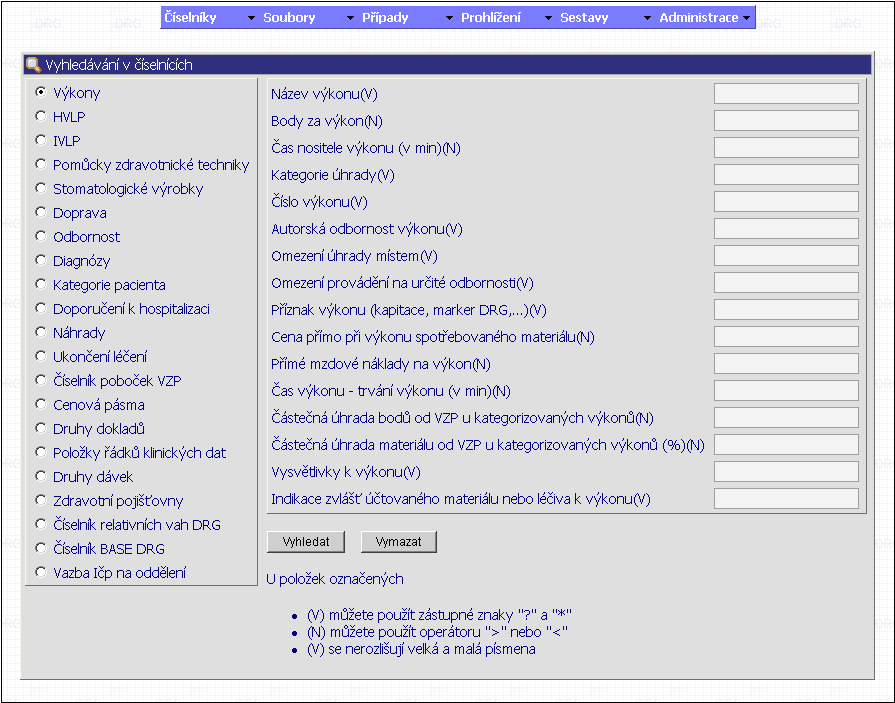 Číselníky Soubory Případy Prohlížení Sestavy Administrace
Vyhledávání v číselnících
Výkony
HVLP
IVLP
Pomůcky zdravotnické techniky
Stomatologické výrobky
Doprava
Odbornost
Diagnózy
Kategorie pacienta
Doporučení k hospitalizaci
Náhrady
Ukončení léčení
Číselník poboček VZP
Cenová pásma
Druhy dokladů
Položky řádků klinických dat
Druhy dávek
Zdravotní pojišťovny
Číselník relativních vah DRG
Číselník BASE DRG
Vazba Ičp na oddělení
Název výkonu(V)
Body za výkon(N)
Čas nositele výkonu (v min)(N)
Kategorie úhrady(V)
Číslo výkonu(V)
Autorská odbornost výkonu(V)
Omezení úhrady místem(V)
Omezení provádění na určité odbornosti(V)
Příznak výkonu (kapitace, marker DRG,...)(V)
Cena přímo při výkonu spotřebovaného materiálu(N)
Přímé mzdové náklady na výkon(N)
Čas výkonu - trvání výkonu (v min)(N)
Částečná úhrada bodů od VZP u kategorizovaných výkonů(N)
Částečná úhrada materiálu od VZP u kategorizovaných výkonů (%)(N)
Vysvětlivky k výkonu(V)
Indikace zvlášť účtovaného materiálu nebo léčiva k výkonu(V)
Vyhledat Vymazat
U položek označených
(V) můžete použít zástupné znaky "?" a "*"
(N) můžete použít operátoru ">" nebo "<"
(V) se nerozlišují velká a malá písmena